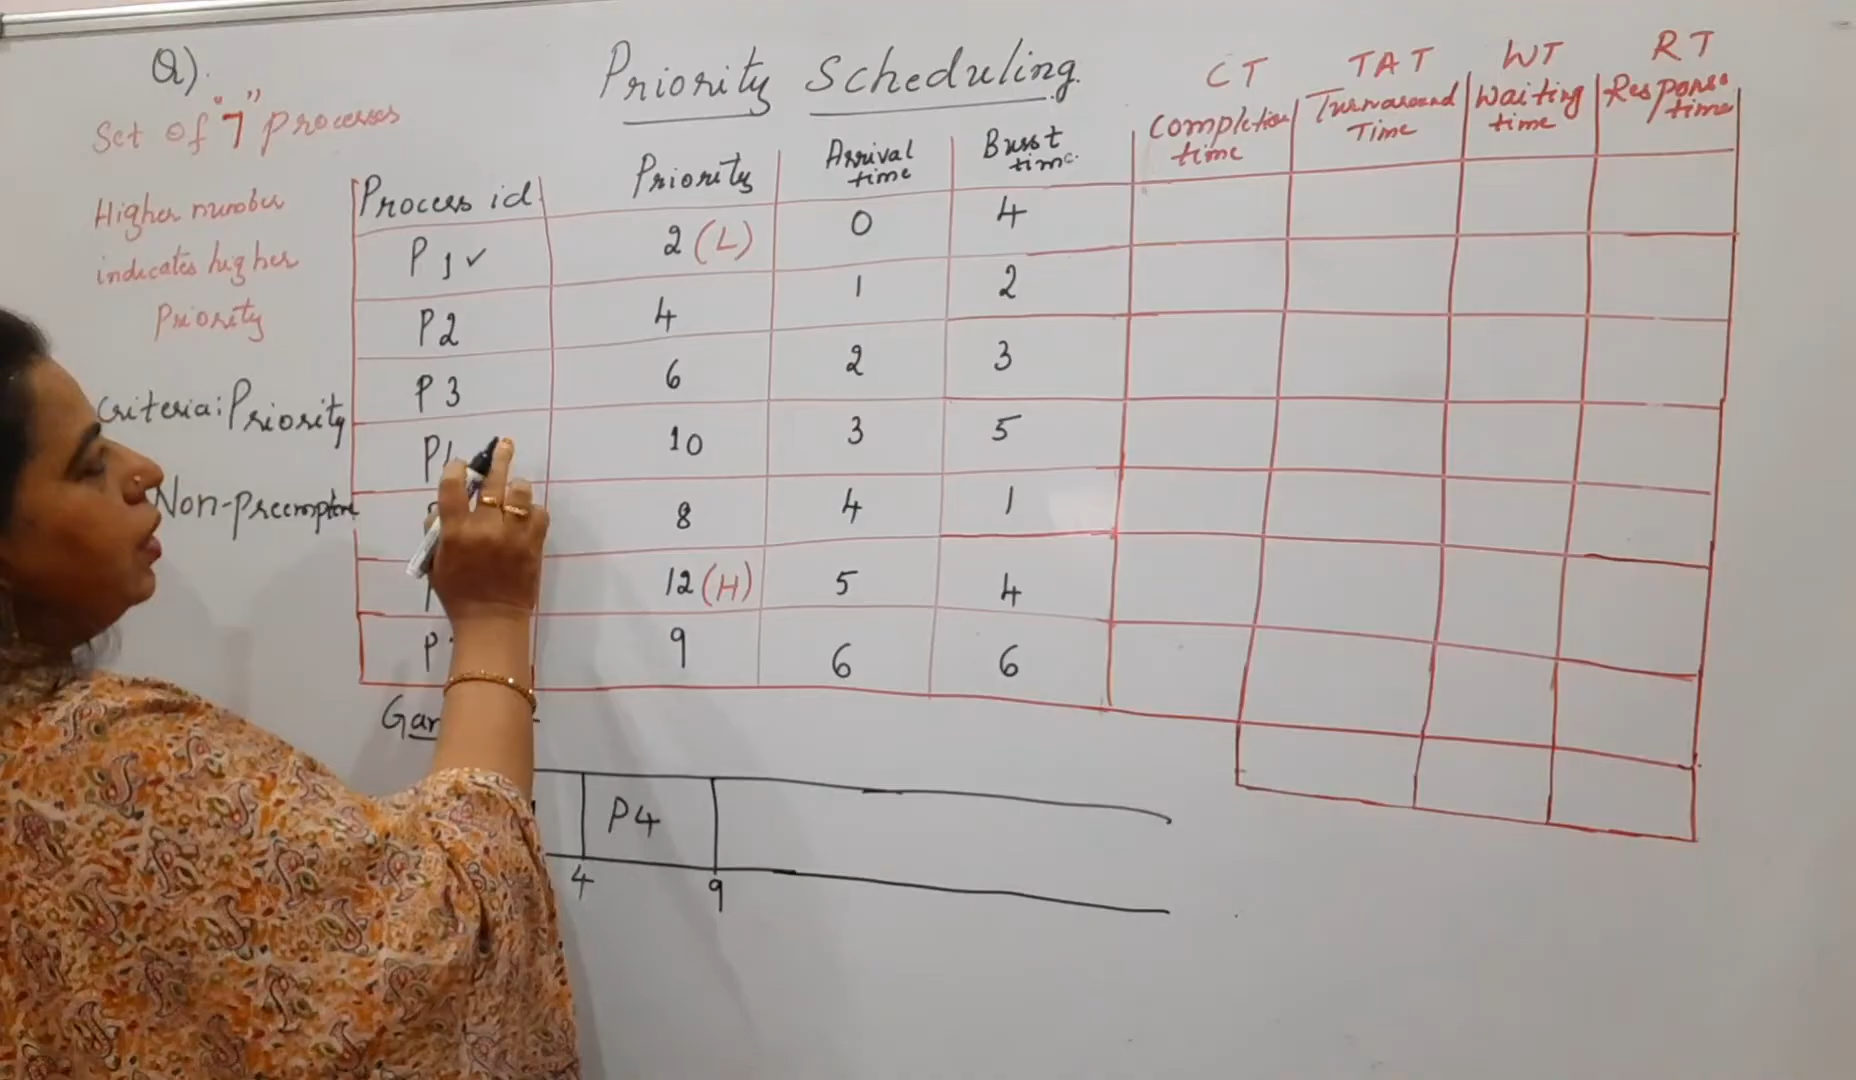 Q).
Priority Scheduling
Set of "7" processes
Higher number
indicates higher
Priority
Criteria: Priority
Non-preemptive
CT TAT WT RT
Process id Priority Arrival time Burst time Completion time Turnaround Time Waiting time Response time
P1 ✓ 2 (L) 0 4
P2 4 1 2
P3 6 2 3
10 3 5
8 4 1
12 (H) 5 4
9 6 6
P4
4 9